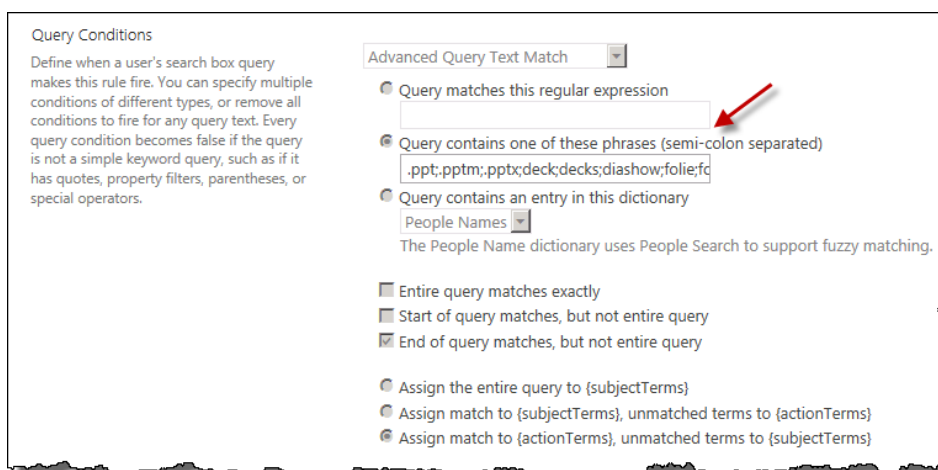 Query Conditions
Define when a user's search box query
makes this rule fire. You can specify multiple
conditions of different types, or remove all
conditions to fire for any query text. Every
query condition becomes false if the query
is not a simple keyword query, such as if it
has quotes, property filters, parentheses, or
special operators.
Advanced Query Text Match
Query matches this regular expression
Query contains one of these phrases (semi-colon separated)
.ppt;.pptm;.pptx;deck;decks;diashow;folie;fc
Query contains an entry in this dictionary
People Names
The People Name dictionary uses People Search to support fuzzy matching.
Entire query matches exactly
Start of query matches, but not entire query
End of query matches, but not entire query
Assign the entire query to {subjectTerms}
Assign match to {subjectTerms}, unmatched terms to {actionTerms}
Assign match to {actionTerms}, unmatched terms to {subjectTerms}